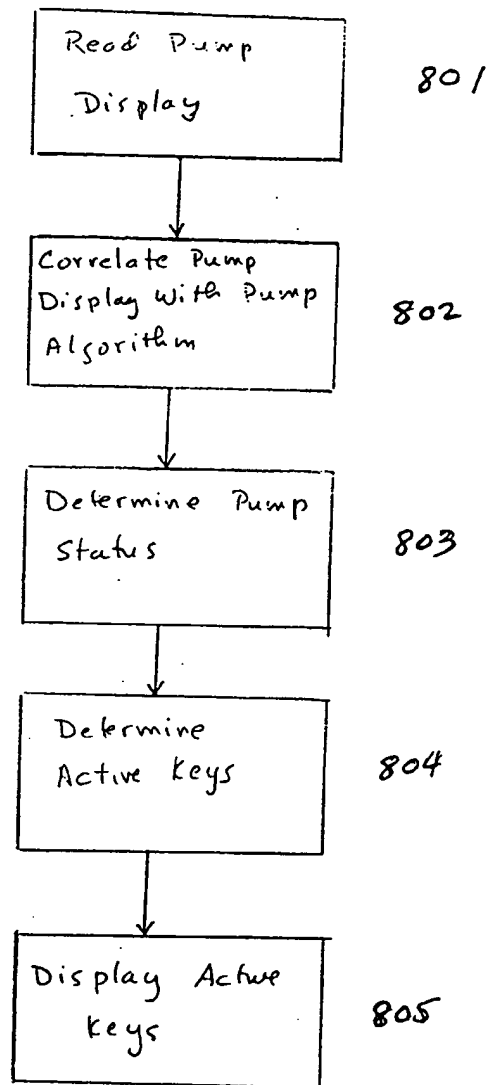 Read Pump
Display
801
Correlate Pump
Display with Pump
Algorithm
802
Determine Pump
Status
803
Determine
Active Keys
804
Display Active
Keys
805